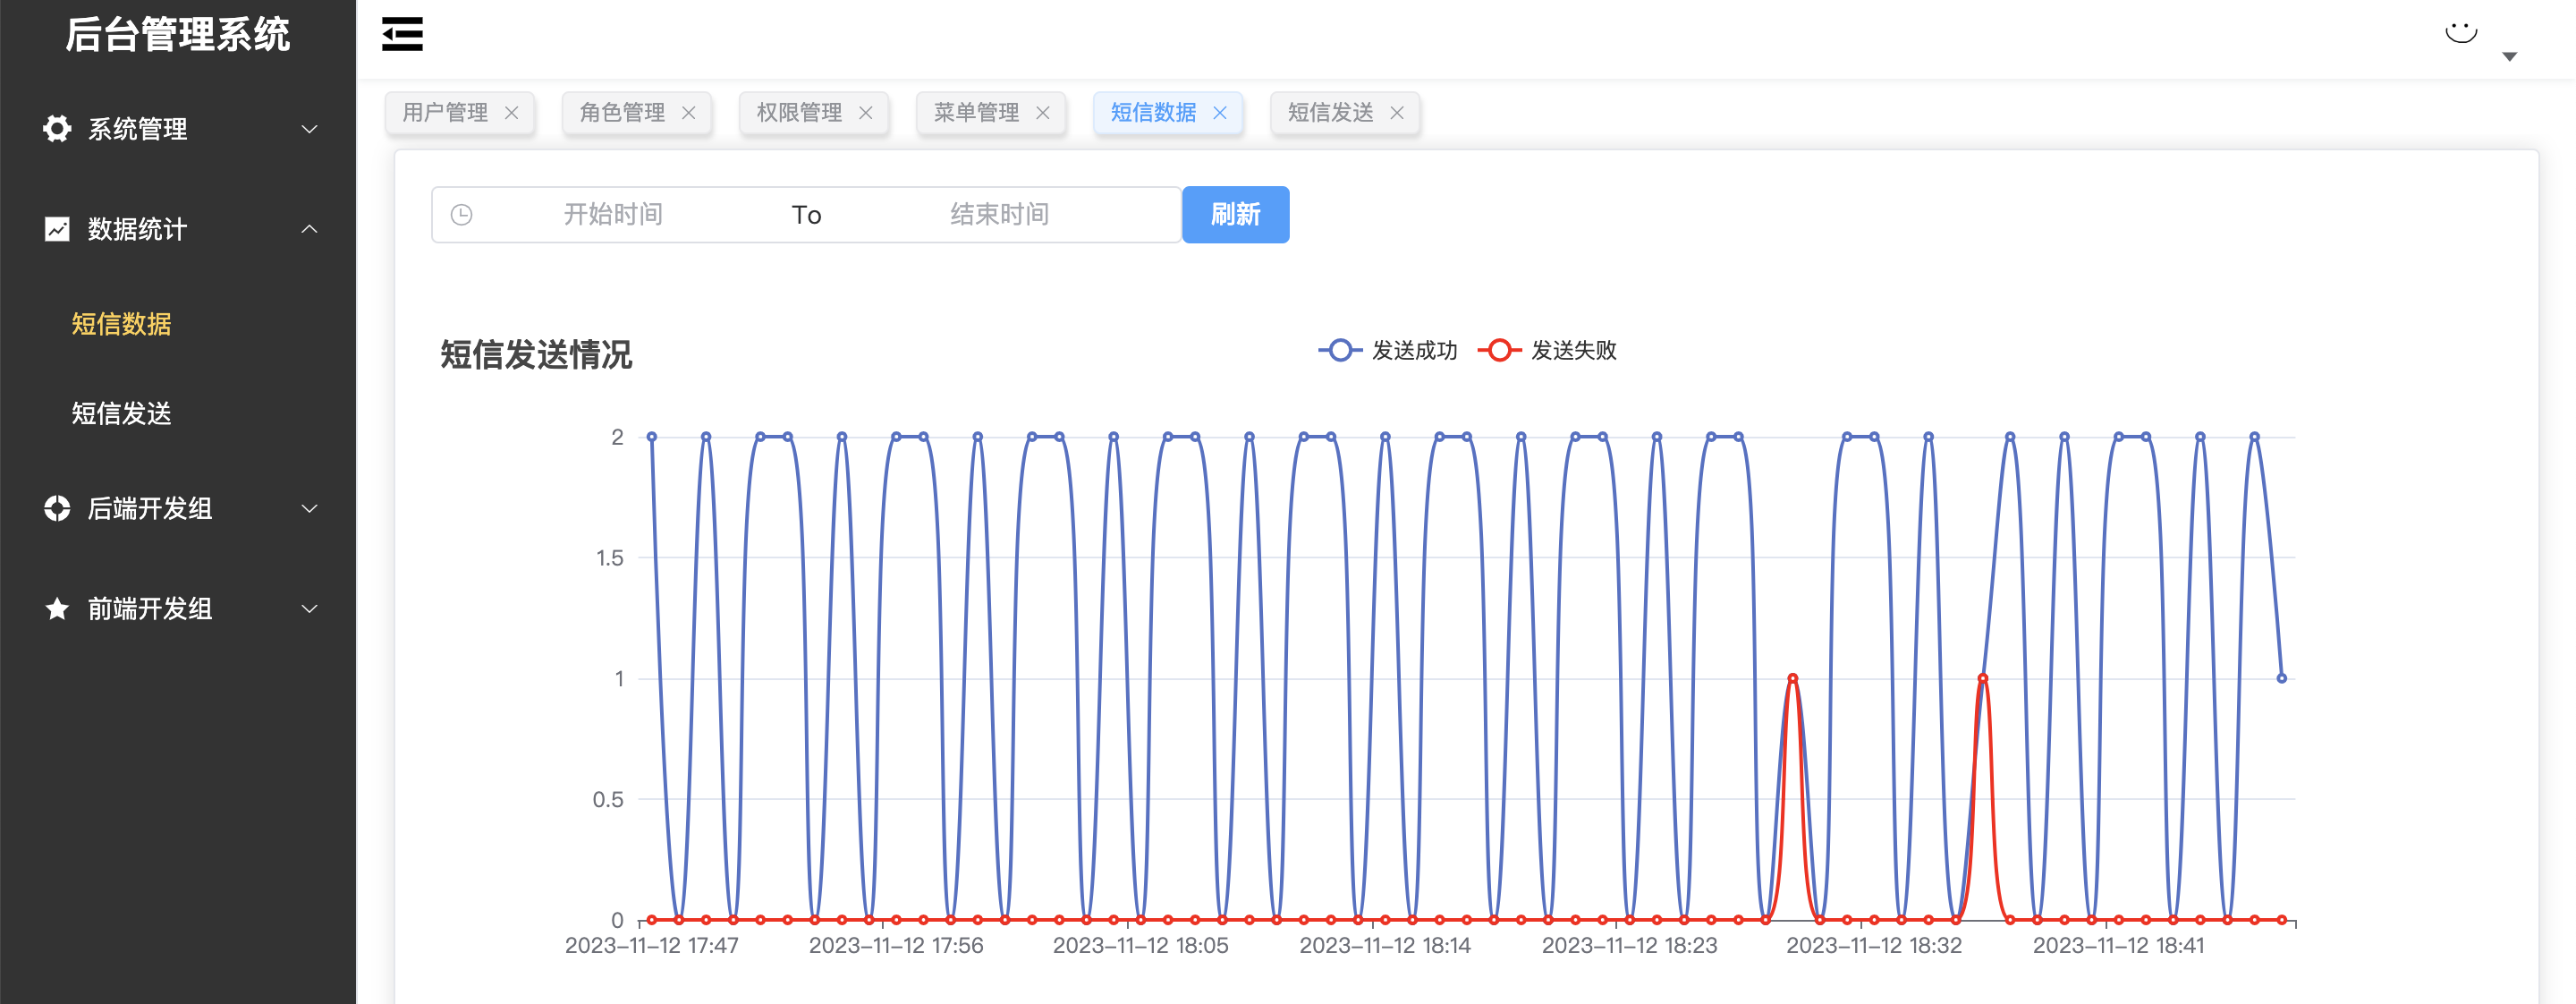 后台管理系统
系统管理
数据统计
短信数据
短信发送
后端开发组
前端开发组
用户管理 角色管理 权限管理 菜单管理 短信数据 短信发送
开始时间 To 结束时间 刷新
短信发送情况
发送成功 发送失败
2
1.5
1
0.5
0
2023-11-12 17:47 2023-11-12 17:56 2023-11-12 18:05 2023-11-12 18:14 2023-11-12 18:23 2023-11-12 18:32 2023-11-12 18:41